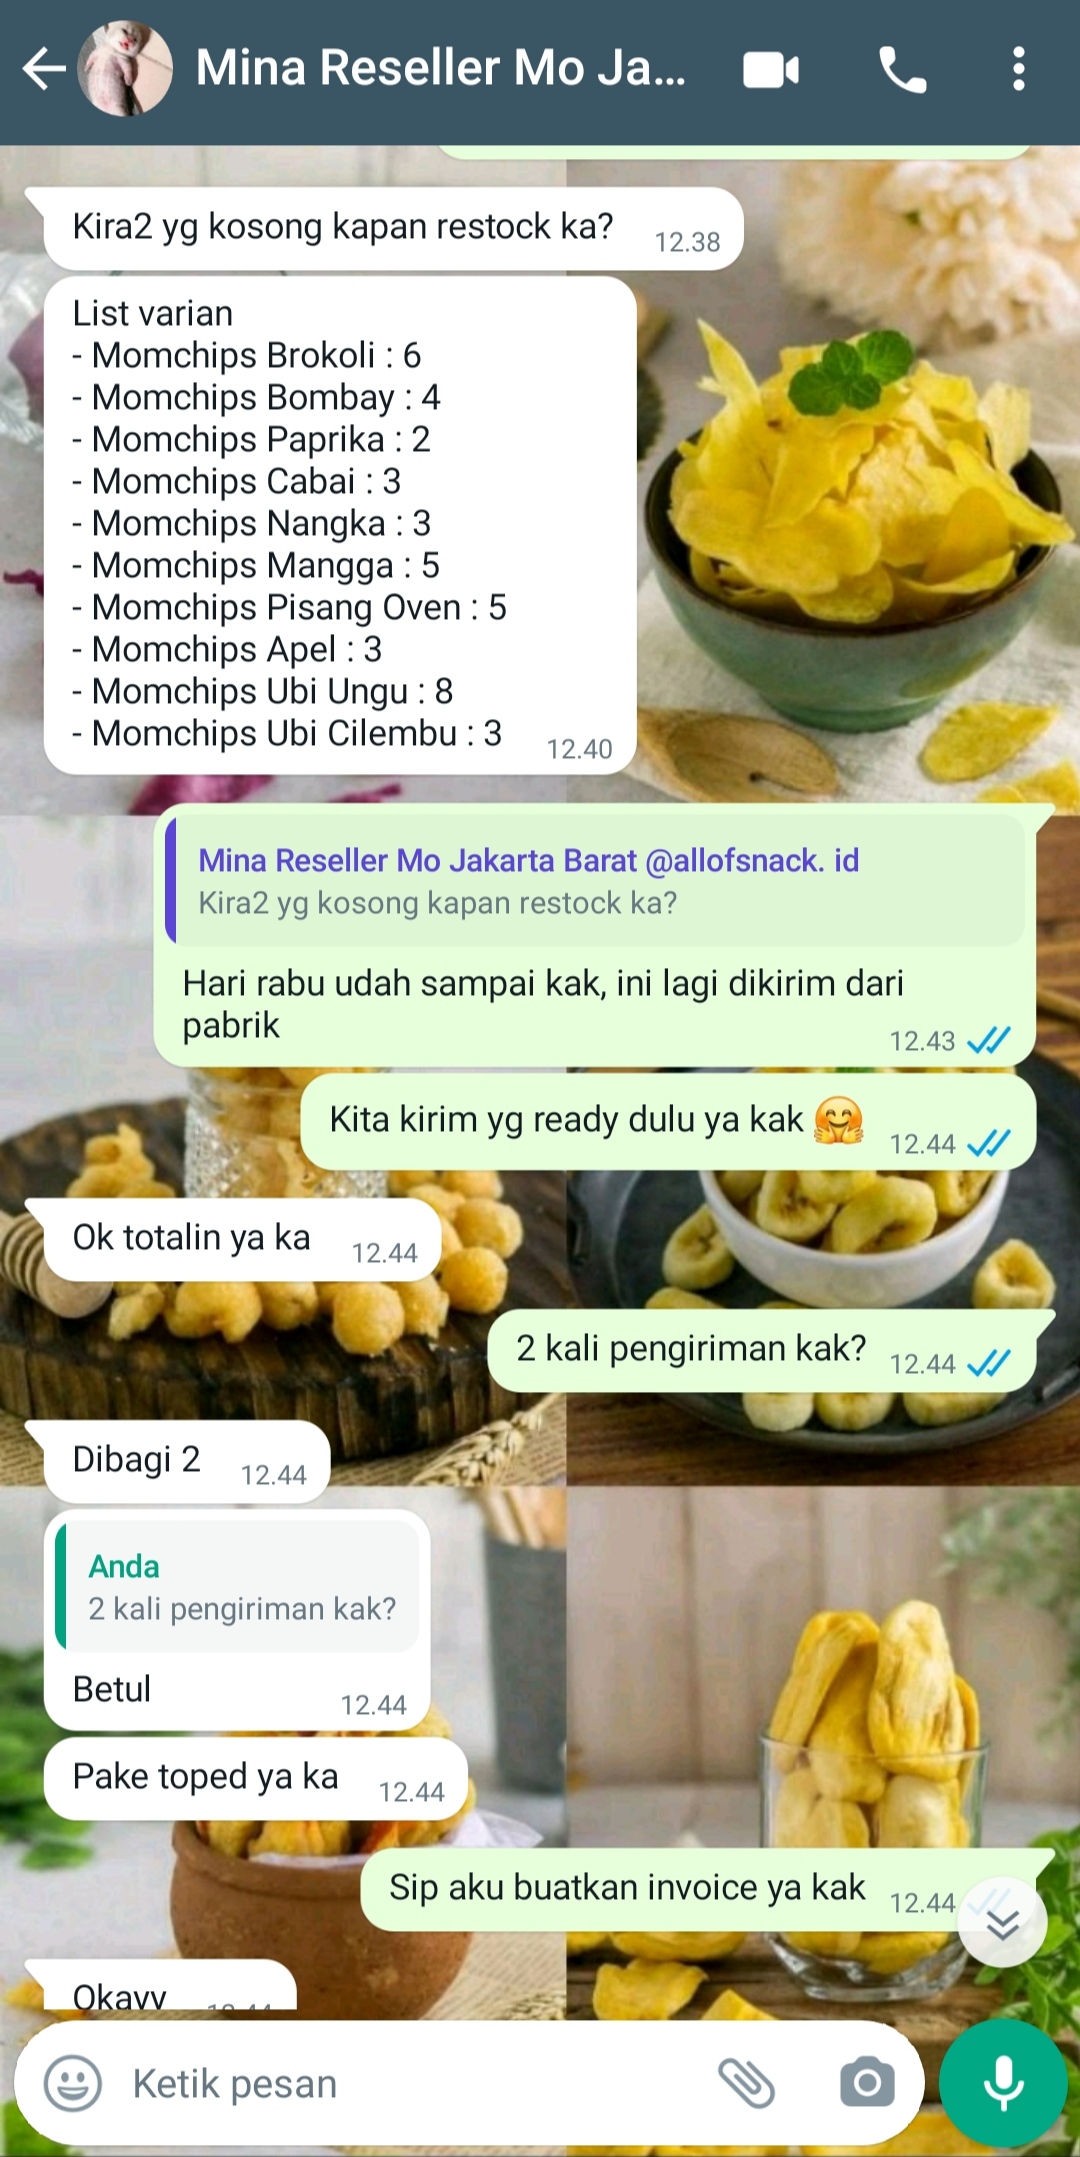 Mina Reseller Mo Ja...
Kira2 yg kosong kapan restock ka?
12.38
List varian
- Momchips Brokoli : 6
- Momchips Bombay : 4
- Momchips Paprika : 2
- Momchips Cabai : 3
- Momchips Nangka : 3
- Momchips Mangga : 5
- Momchips Pisang Oven : 5
- Momchips Apel : 3
- Momchips Ubi Ungu : 8
- Momchips Ubi Cilembu : 3
12.40
Mina Reseller Mo Jakarta Barat @allofsnack. id
Kira2 yg kosong kapan restock ka?
Hari rabu udah sampai kak, ini lagi dikirim dari
pabrik
12.43
Kita kirim yg ready dulu ya kak 🤗
12.44
Ok totalin ya ka
12.44
2 kali pengiriman kak?
12.44
Dibagi 2
12.44
Anda
2 kali pengiriman kak?
Betul
12.44
Pake toped ya ka
12.44
Sip aku buatkan invoice ya kak
12.44
Okayy
Ketik pesan